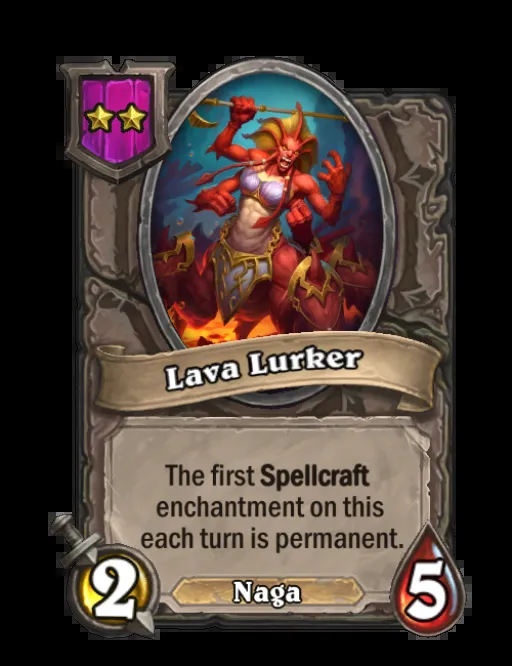 Lava Lurker
The first Spellcraft
enchantment on this
each turn is permanent.
2
Naga
5